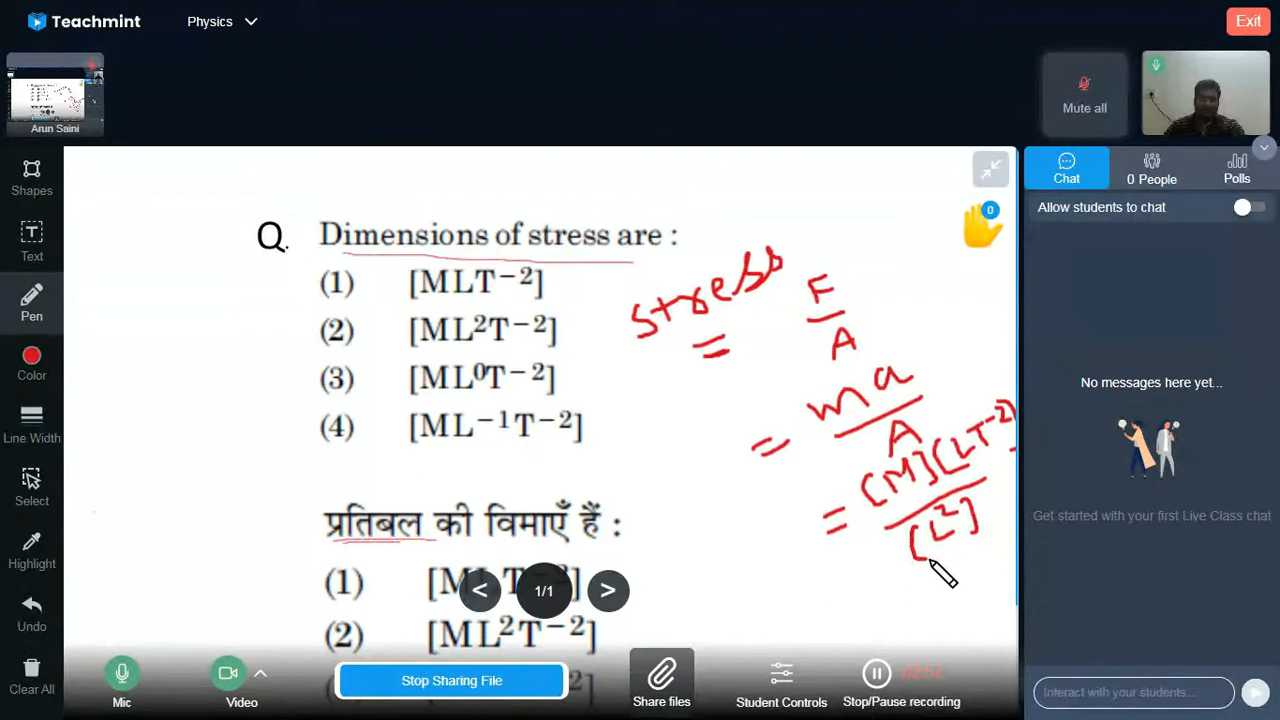 Teachmint
Physics
Exit
Arun Saini
Mute all
Shapes
Text
Pen
Color
Line Width
Select
Highlight
Undo
Clear All
0
Q. Dimensions of stress are :
(1) [MLT⁻²]
(2) [ML²T⁻²]
(3) [ML⁰T⁻²]
(4) [ML⁻¹T⁻²]
प्रतिबल की विमाएँ हैं :
(1) [MLT⁻²]
(2) [ML²T⁻²]
stress = F/A
= ma/A
= [M][LT⁻²]/[L²]
< 1/1 >
Mic
Video
Stop Sharing File
Share files
Student Controls
Stop/Pause recording
Chat
0 People
Polls
Allow students to chat
No messages here yet...
Get started with your first Live Class chat
Interact with your students...